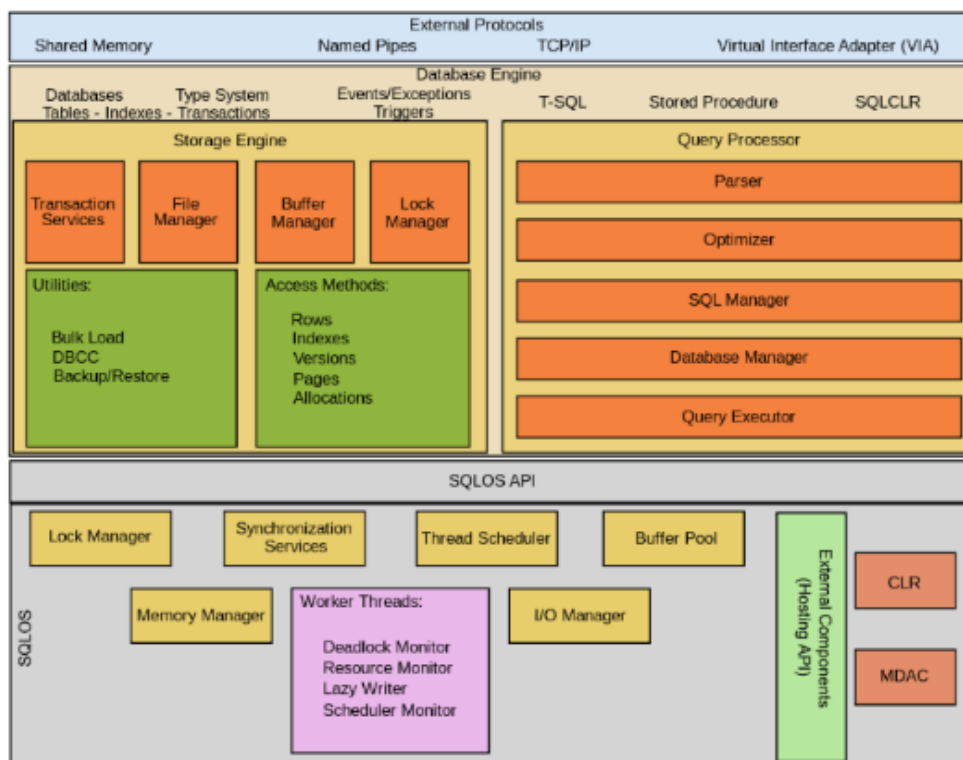 External Protocols
Shared Memory Named Pipes TCP/IP Virtual Interface Adapter (VIA)
Database Engine
Databases Type System Events/Exceptions T-SQL Stored Procedure SQLCLR
Tables - Indexes - Transactions Triggers
Storage Engine
Transaction
Services
File
Manager
Buffer
Manager
Lock
Manager
Utilities:
Bulk Load
DBCC
Backup/Restore
Access Methods:
Rows
Indexes
Versions
Pages
Allocations
Query Processor
Parser
Optimizer
SQL Manager
Database Manager
Query Executor
SQLOS API
SQLOS
Lock Manager
Synchronization
Services
Thread Scheduler
Buffer Pool
Memory Manager
Worker Threads:
Deadlock Monitor
Resource Monitor
Lazy Writer
Scheduler Monitor
I/O Manager
External Components
(Hosting API)
CLR
MDAC